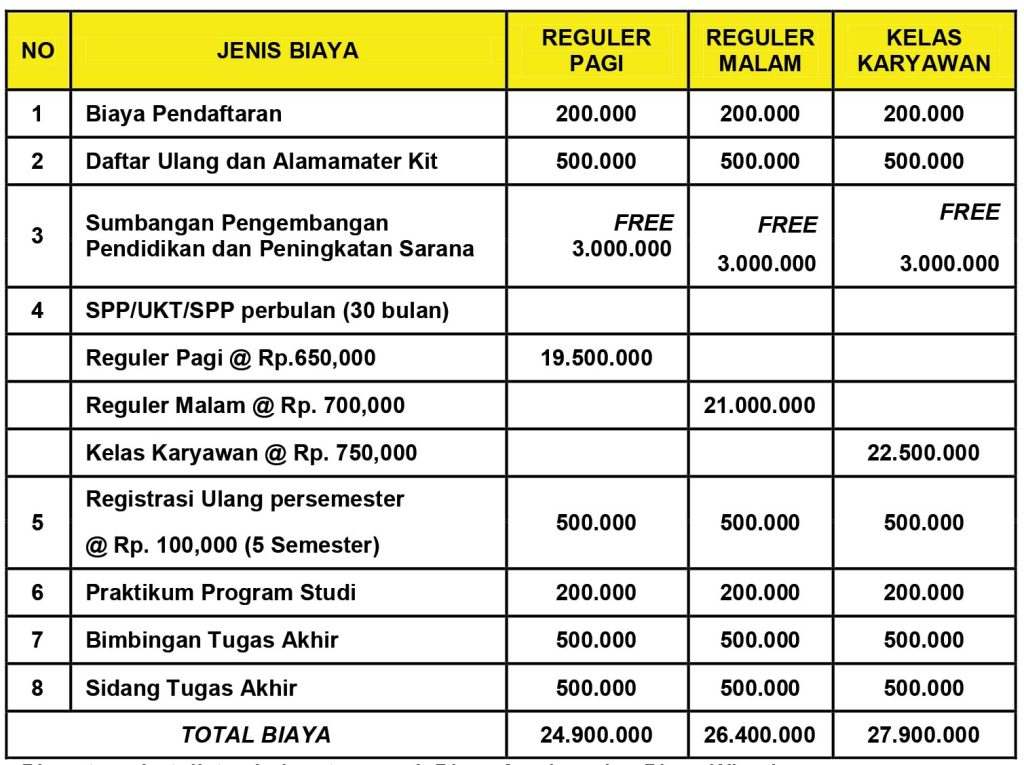 NO JENIS BIAYA REGULER PAGI REGULER MALAM KELAS KARYAWAN
1 Biaya Pendaftaran 200.000 200.000 200.000
2 Daftar Ulang dan Alamamater Kit 500.000 500.000 500.000
3 Sumbangan Pengembangan FREE FREE FREE
Pendidikan dan Peningkatan Sarana 3.000.000 3.000.000 3.000.000
4 SPP/UKT/SPP perbulan (30 bulan)
Reguler Pagi @ Rp.650,000 19.500.000
Reguler Malam @ Rp. 700,000 21.000.000
Kelas Karyawan @ Rp. 750,000 22.500.000
5 Registrasi Ulang persemester
@ Rp. 100,000 (5 Semester) 500.000 500.000 500.000
6 Praktikum Program Studi 200.000 200.000 200.000
7 Bimbingan Tugas Akhir 500.000 500.000 500.000
8 Sidang Tugas Akhir 500.000 500.000 500.000
TOTAL BIAYA 24.900.000 26.400.000 27.900.000